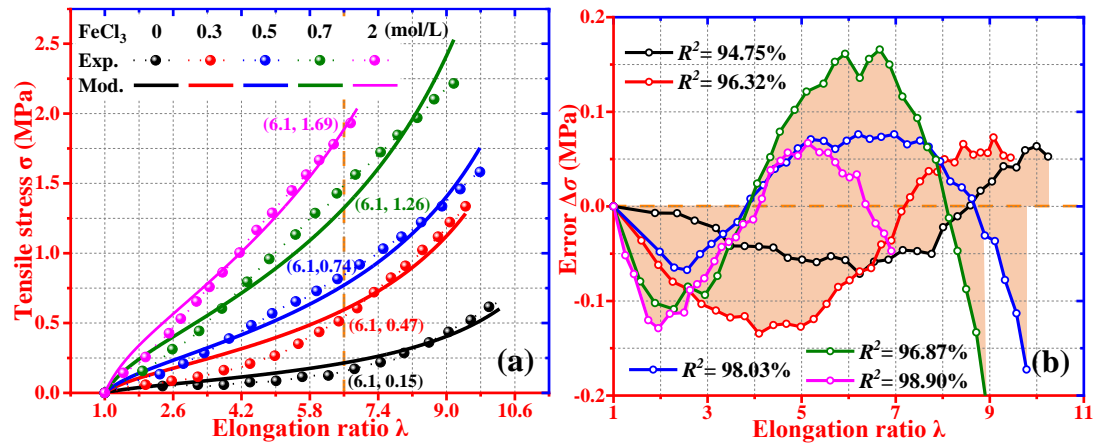 FeCl3 0 0.3 0.5 0.7 2 (mol/L)
Exp.
Mod.
(6.1, 1.69)
(6.1, 1.26)
(6.1,0.74)
(6.1, 0.47)
(6.1, 0.15)
(a)
2.5
2.0
1.5
1.0
0.5
0.0
Tensile stress σ (MPa)
1.0 2.6 4.2 5.8 7.4 9.0 10.6
Elongation ratio λ
R2= 94.75%
R2= 96.32%
R2= 96.87%
R2= 98.03%
R2= 98.90%
(b)
0.2
0.1
0.0
-0.1
-0.2
Error Δσ (MPa)
1 3 5 7 9 11
Elongation ratio λ